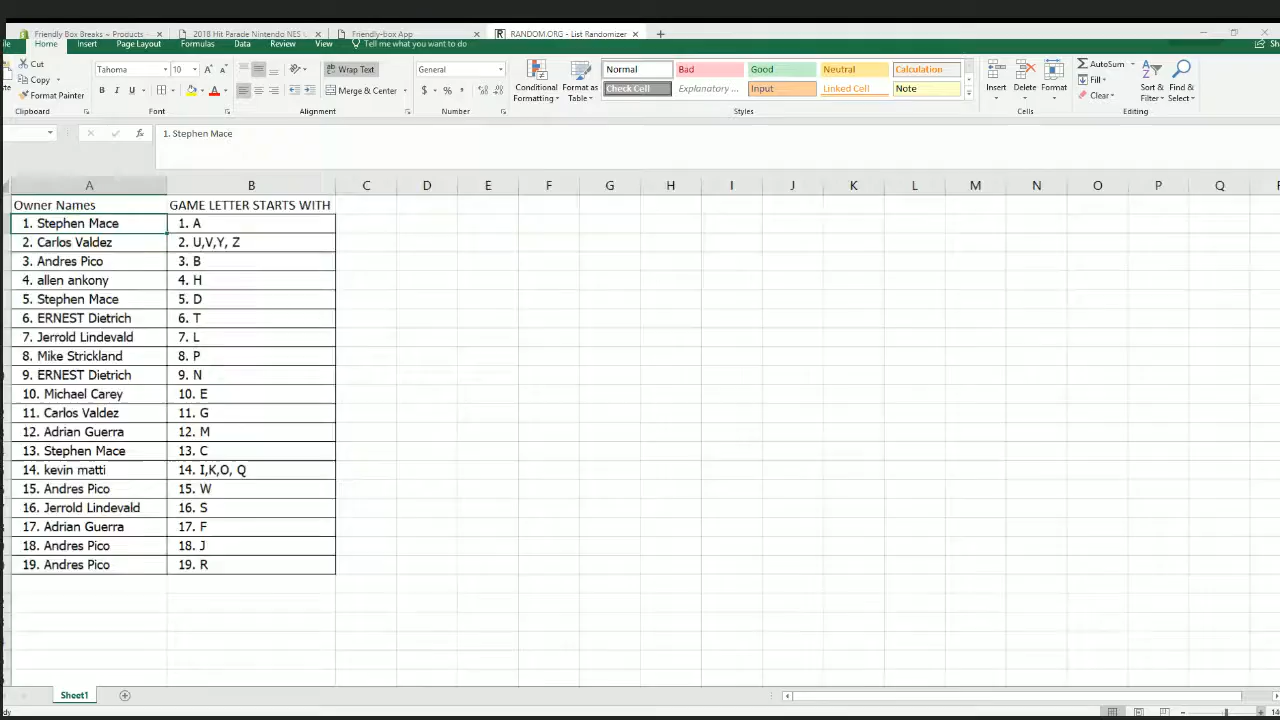 Friendly Box Breaks ~ Products - × 2018 Hit Parade Nintendo NES × Friendly-box App × RANDOM.ORG - List Randomizer × +
Home Insert Page Layout Formulas Data Review View Tell me what you want to do
Cut Tahoma 10 Wrap Text General Normal Bad Good Neutral Calculation AutoSum
Copy Conditional Formatting Format as Table Insert Delete Format Fill Sort & Filter Find & Select
Format Painter B I U Merge & Center $ % Check Cell Explanatory ... Input Linked Cell Note Clear
Clipboard Font Alignment Number Styles Cells Editing
fx 1. Stephen Mace
A B C D E F G H I J K L M N O P Q
Owner Names GAME LETTER STARTS WITH
1. Stephen Mace 1. A
2. Carlos Valdez 2. U,V,Y, Z
3. Andres Pico 3. B
4. allen ankony 4. H
5. Stephen Mace 5. D
6. ERNEST Dietrich 6. T
7. Jerrold Lindevald 7. L
8. Mike Strickland 8. P
9. ERNEST Dietrich 9. N
10. Michael Carey 10. E
11. Carlos Valdez 11. G
12. Adrian Guerra 12. M
13. Stephen Mace 13. C
14. kevin matti 14. I,K,O, Q
15. Andres Pico 15. W
16. Jerrold Lindevald 16. S
17. Adrian Guerra 17. F
18. Andres Pico 18. J
19. Andres Pico 19. R
Sheet1